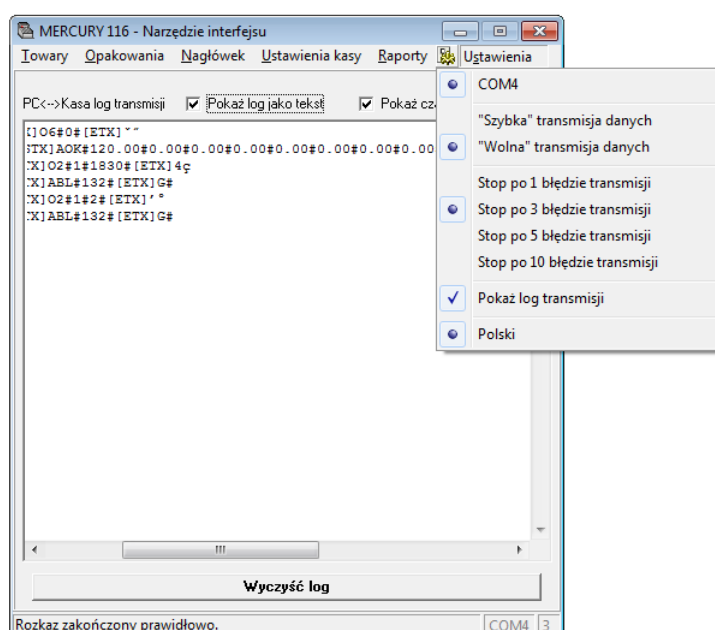 MERCURY 116 - Narzędzie interfejsu
Towary Opakowania Nagłówek Ustawienia kasy Raporty Ustawienia
COM4
"Szybka" transmisja danych
"Wolna" transmisja danych
Stop po 1 błędzie transmisji
Stop po 3 błędzie transmisji
Stop po 5 błędzie transmisji
Stop po 10 błędzie transmisji
Pokaż log transmisji
Polski
PC<-->Kasa log transmisji Pokaż log jako tekst Pokaż
]O6#0#[ETX]˘˝
STX]AOK#120.00#0.00#0.00#0.00#0.00#0.00#0.00
X]O2#1#1830#[ETX]4ç
X]ABL#132#[ETX]G#
X]O2#1#2#[ETX]'°
X]ABL#132#[ETX]G#
Wyczyść log
Rozkaz zakończony prawidłowo. COM4 3